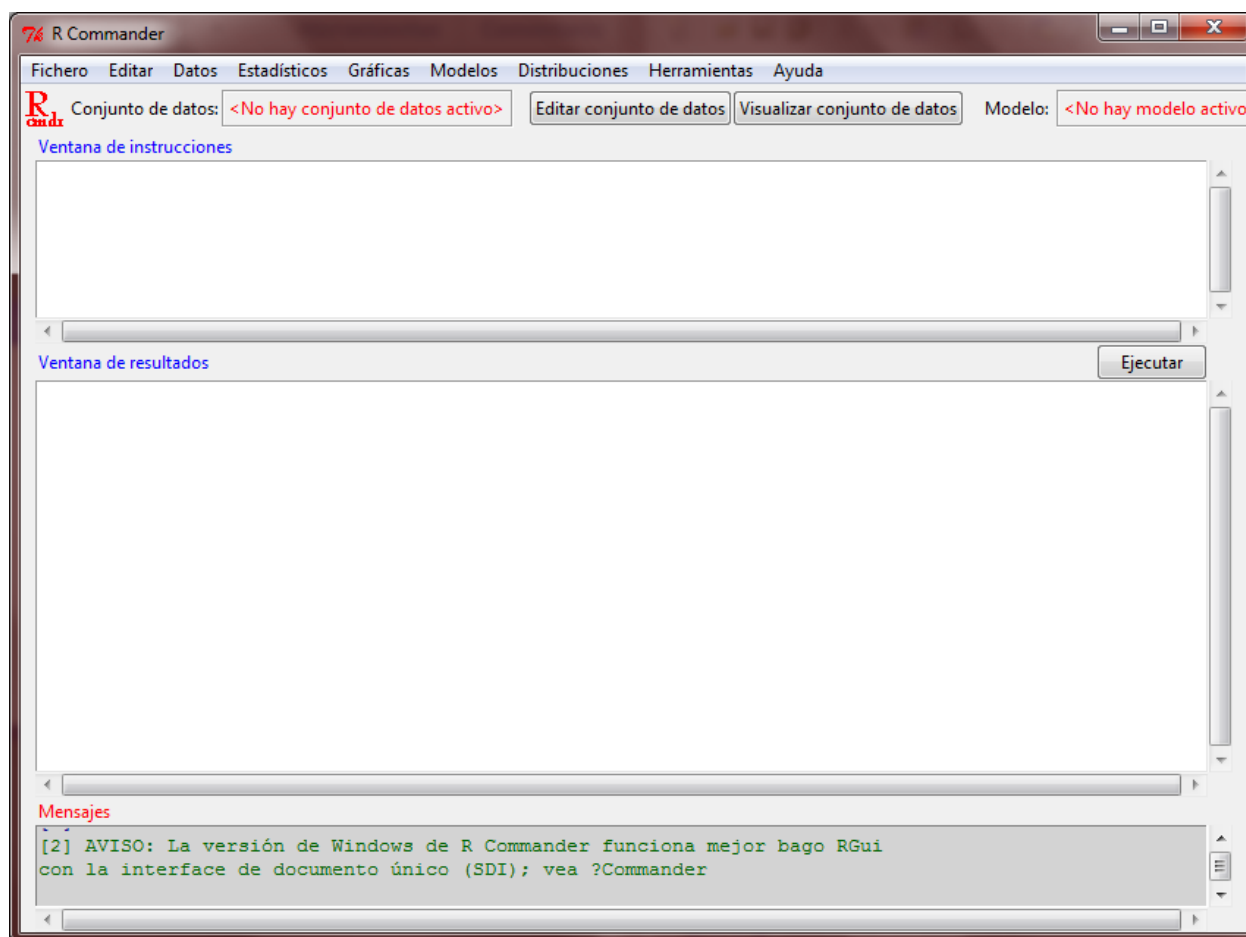 R Commander
Fichero Editar Datos Estadísticos Gráficas Modelos Distribuciones Herramientas Ayuda
R cmdr Conjunto de datos: <No hay conjunto de datos activo> Editar conjunto de datos Visualizar conjunto de datos Modelo: <No hay modelo activo
Ventana de instrucciones
Ventana de resultados Ejecutar
Mensajes
[2] AVISO: La versión de Windows de R Commander funciona mejor bago RGui
con la interface de documento único (SDI); vea ?Commander